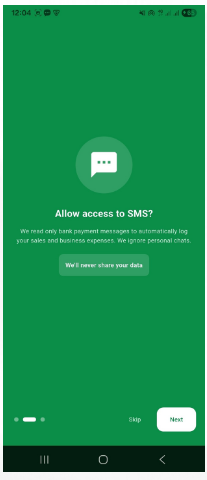 12:04
Allow access to SMS?
We read only bank payment messages to automatically log
your sales and business expenses. We ignore personal chats.
We'll never share your data
Skip
Next